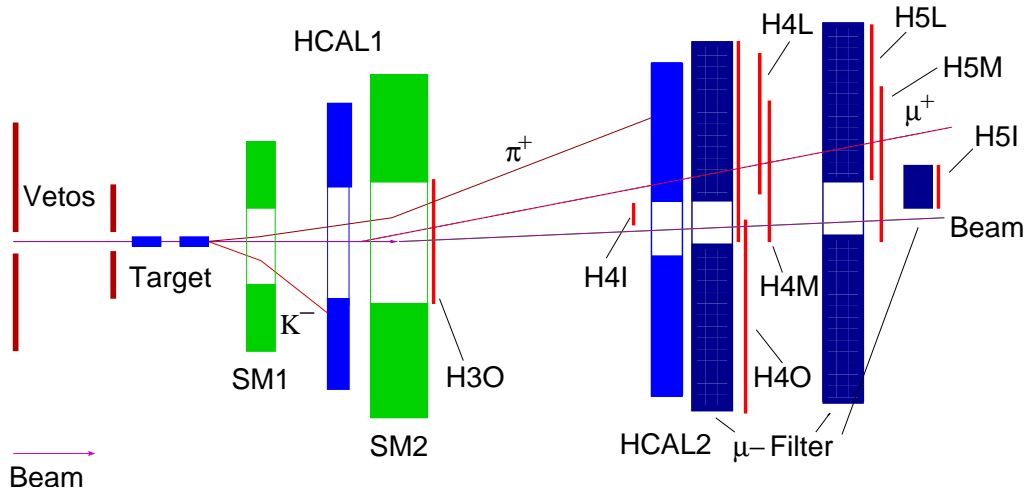 HCAL1
H4L
H5L
H5M
μ+
H5I
π+
Vetos
Beam
Target
H4I
H4M
K−
SM1
H3O
H4O
SM2
HCAL2
μ− Filter
Beam